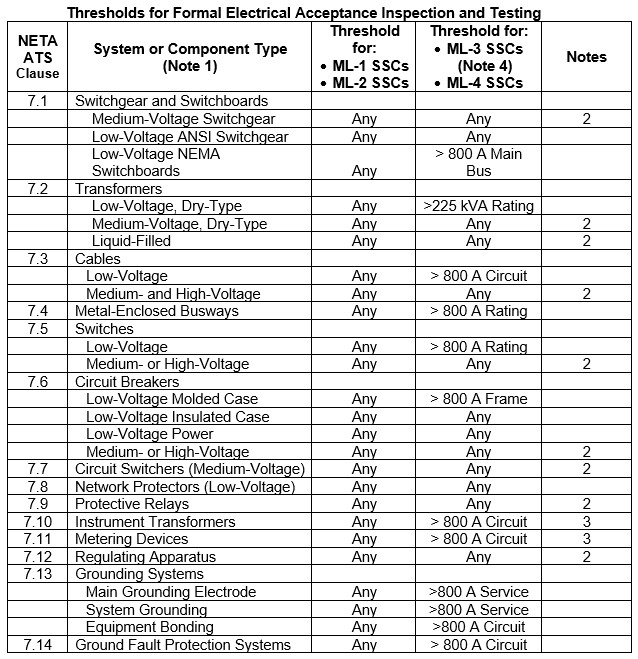 Thresholds for Formal Electrical Acceptance Inspection and Testing
NETA ATS Clause | System or Component Type (Note 1) | Threshold for: • ML-1 SSCs • ML-2 SSCs | Threshold for: • ML-3 SSCs (Note 4) • ML-4 SSCs | Notes
7.1 Switchgear and Switchboards
Medium-Voltage Switchgear Any Any 2
Low-Voltage ANSI Switchgear Any Any
Low-Voltage NEMA Switchboards Any > 800 A Main Bus
7.2 Transformers
Low-Voltage, Dry-Type Any >225 kVA Rating
Medium-Voltage, Dry-Type Any Any 2
Liquid-Filled Any Any 2
7.3 Cables
Low-Voltage Any > 800 A Circuit
Medium- and High-Voltage Any Any 2
7.4 Metal-Enclosed Busways Any > 800 A Rating
7.5 Switches
Low-Voltage Any > 800 A Rating
Medium- or High-Voltage Any Any 2
7.6 Circuit Breakers
Low-Voltage Molded Case Any > 800 A Frame
Low-Voltage Insulated Case Any Any
Low-Voltage Power Any Any
Medium- or High-Voltage Any Any 2
7.7 Circuit Switchers (Medium-Voltage) Any Any 2
7.8 Network Protectors (Low-Voltage) Any Any
7.9 Protective Relays Any Any 2
7.10 Instrument Transformers Any > 800 A Circuit 3
7.11 Metering Devices Any > 800 A Circuit 3
7.12 Regulating Apparatus Any Any 2
7.13 Grounding Systems
Main Grounding Electrode Any >800 A Service
System Grounding Any >800 A Service
Equipment Bonding Any >800 A Circuit
7.14 Ground Fault Protection Systems Any > 800 A Circuit